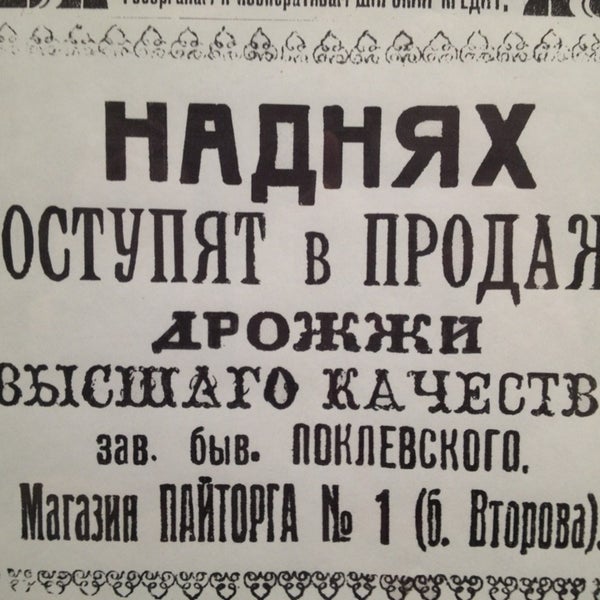 НАДНЯХ
ОСТУПЯТ в ПРОДАЖ
ДРОЖЖИ
ВЫСШАГО КАЧЕСТВ
зав. быв. ПОКЛЕВСКОГО.
Магазин ПАЙТОРГА № 1 (б. Второва).